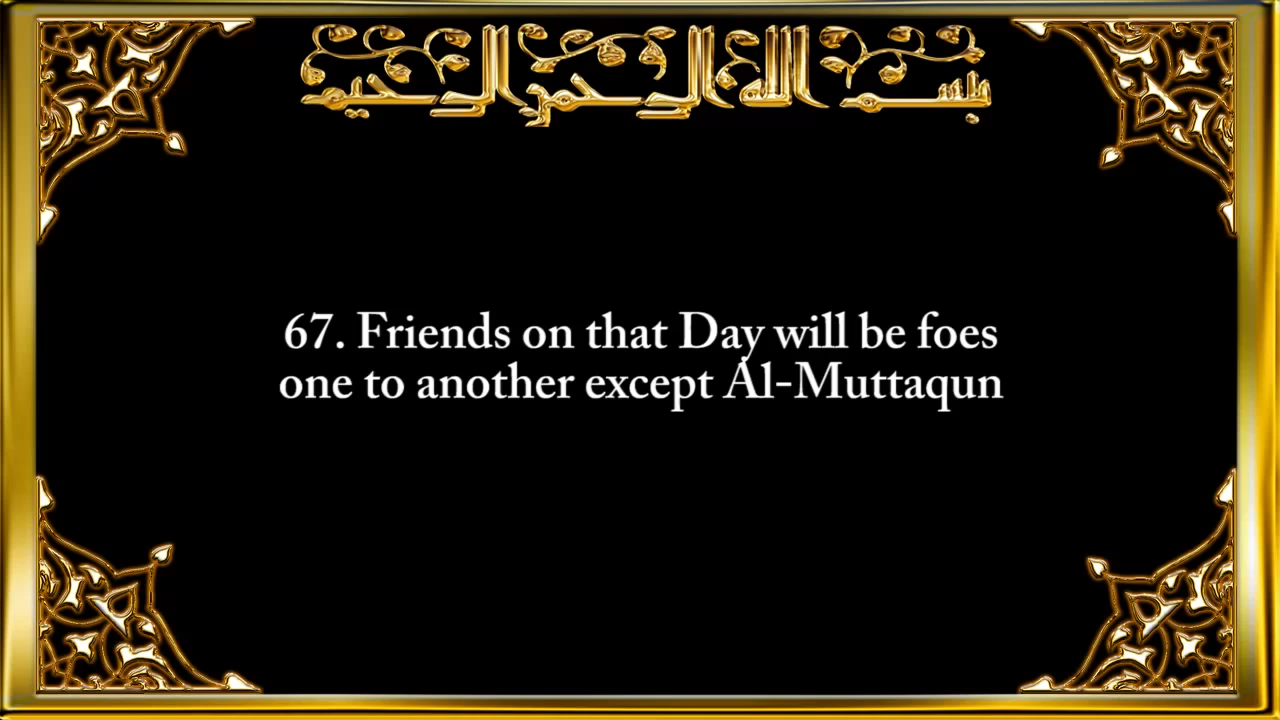 بسم الله الرحمن الرحيم
67. Friends on that Day will be foes
one to another except Al-Muttaqun